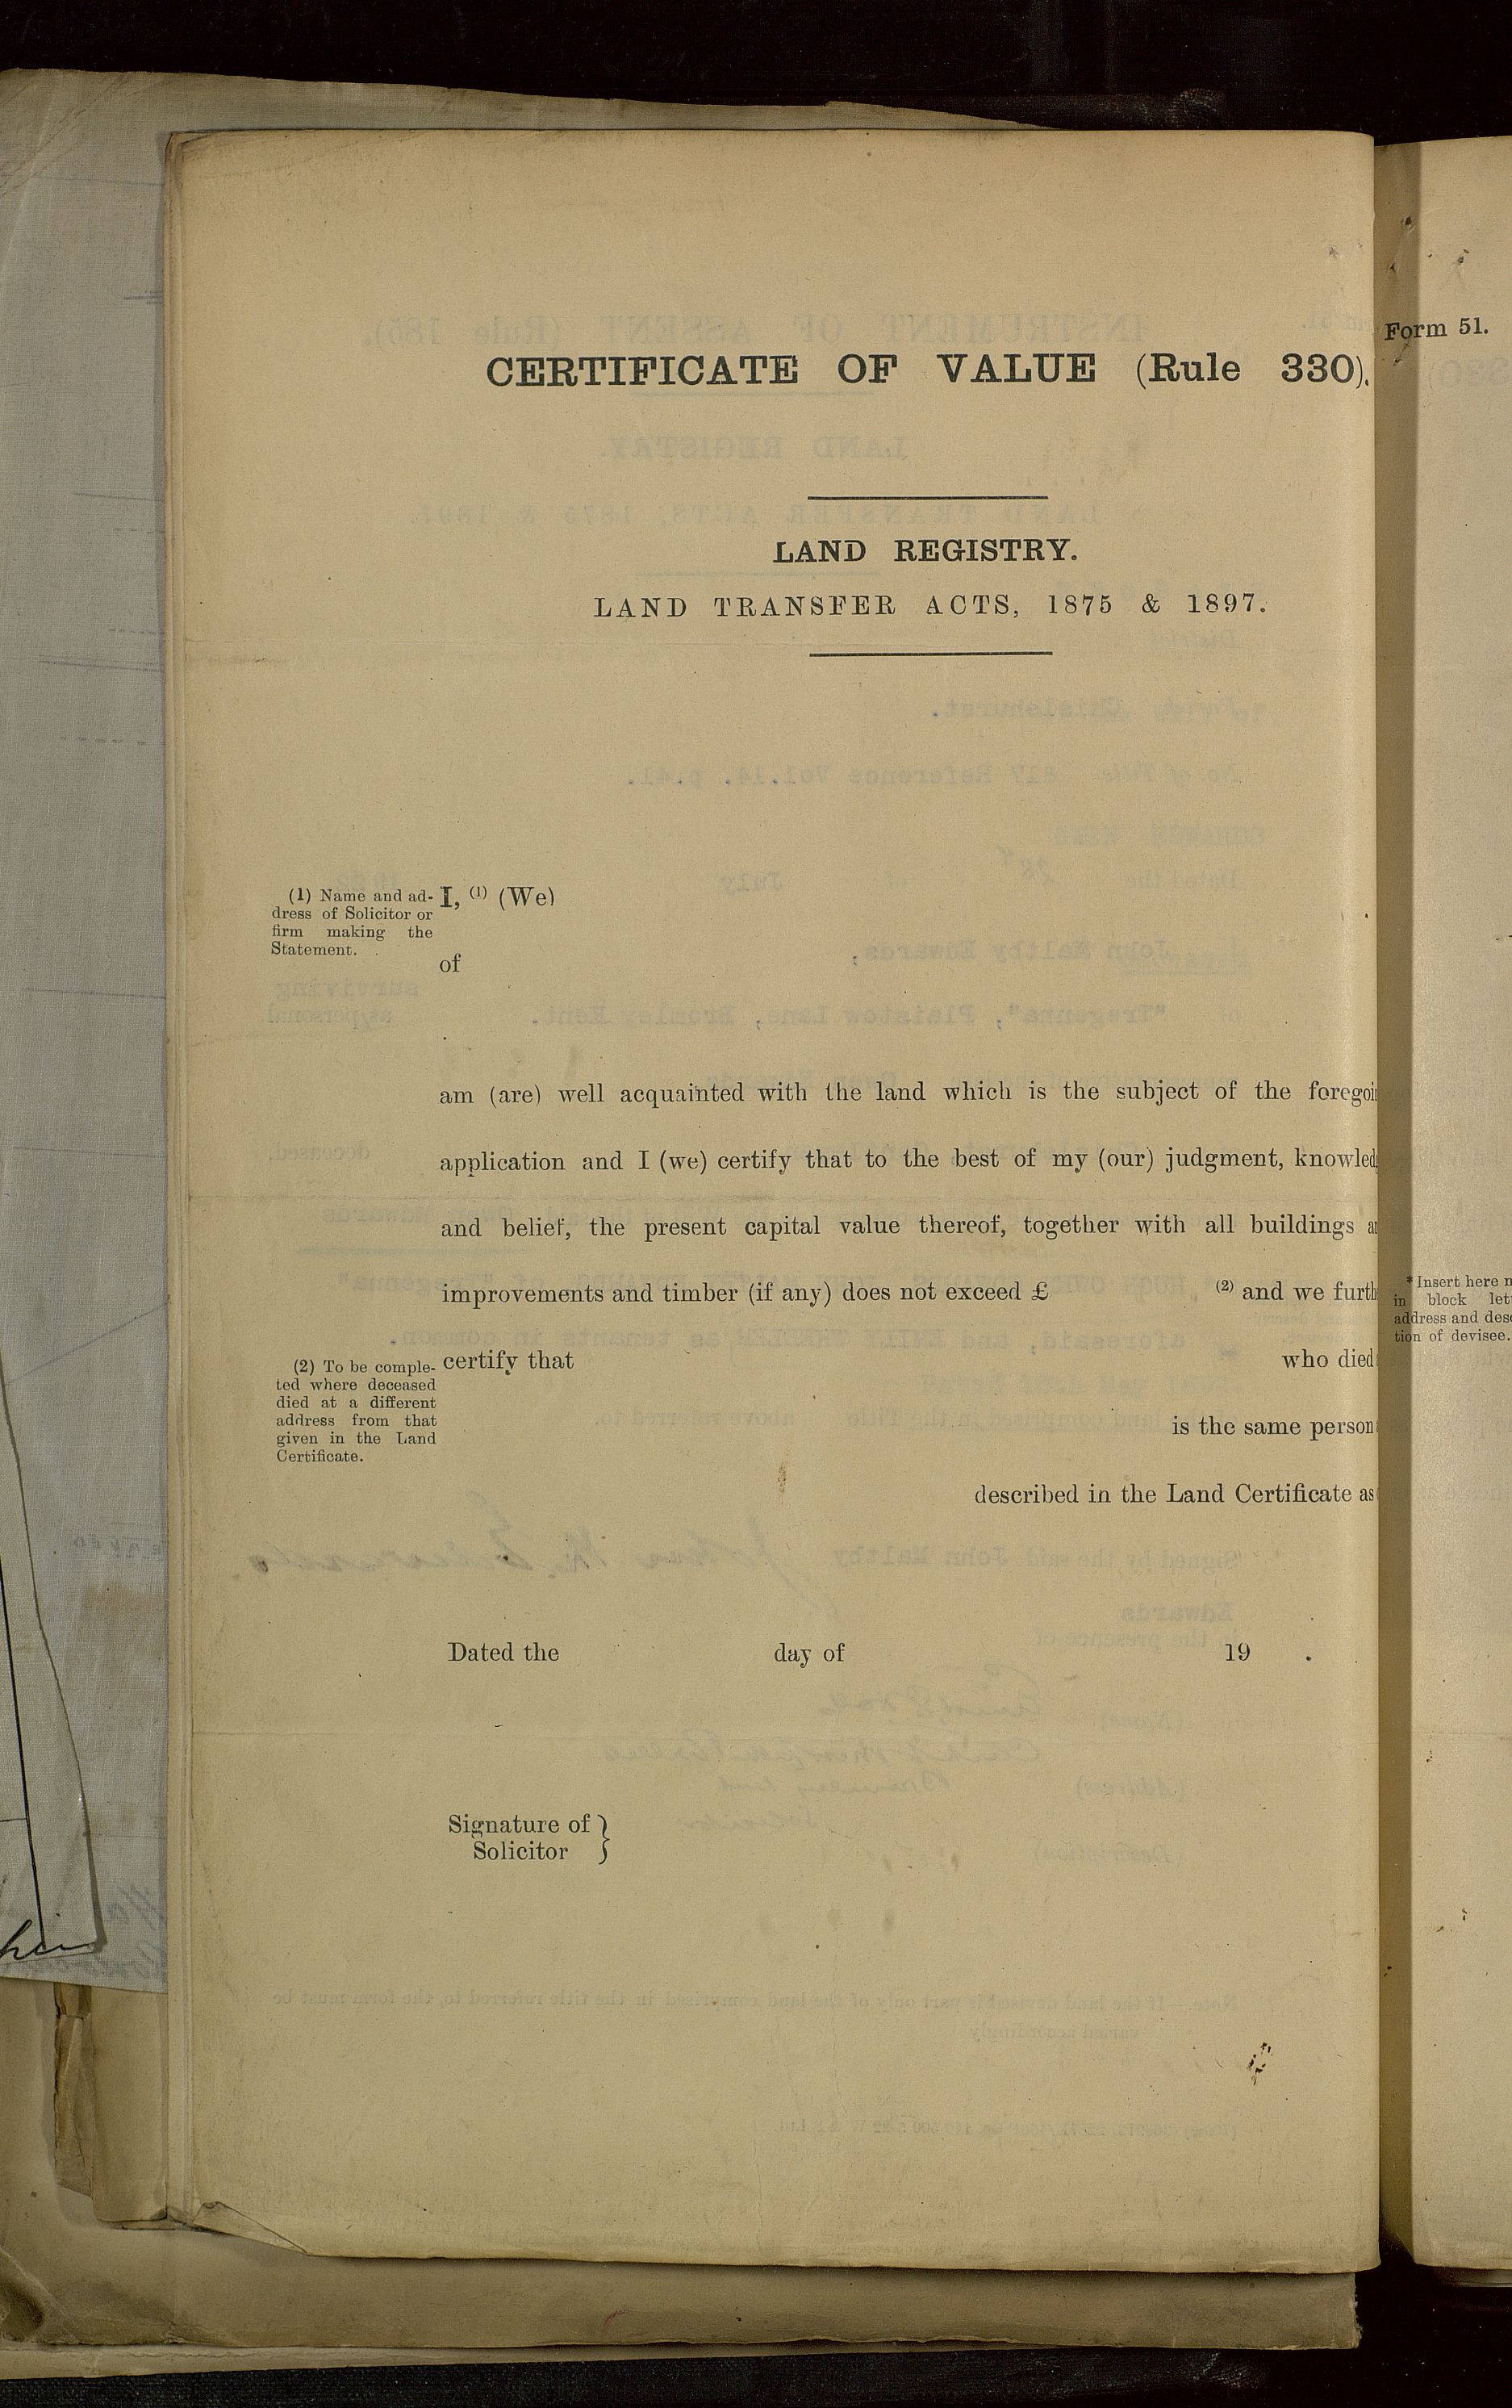 CERTIFICATE OF VALUE (Rule 330).
LAND REGISTRY.
LAND TRANSFER ACTS, 1875 & 1897.
(1) Name and ad-
dress of Solicitor or
firm making the
Statement.
I, (1) (We)
of
am (are) well acquainted with the land which is the subject of the foregoi
application and I (we) certify that to the best of my (our) judgment, knowled
and belief, the present capital value thereof, together with all buildings a
improvements and timber (if any) does not exceed £ (2) and we furth
(2) To be comple-
ted where deceased
died at a different
address from that
given in the Land
Certificate.
certify that who died
is the same person
described in the Land Certificate as
Dated the day of 19 .
Signature of }
Solicitor
Form 51.
* Insert here n
in block let
address and desc
tion of devisee.